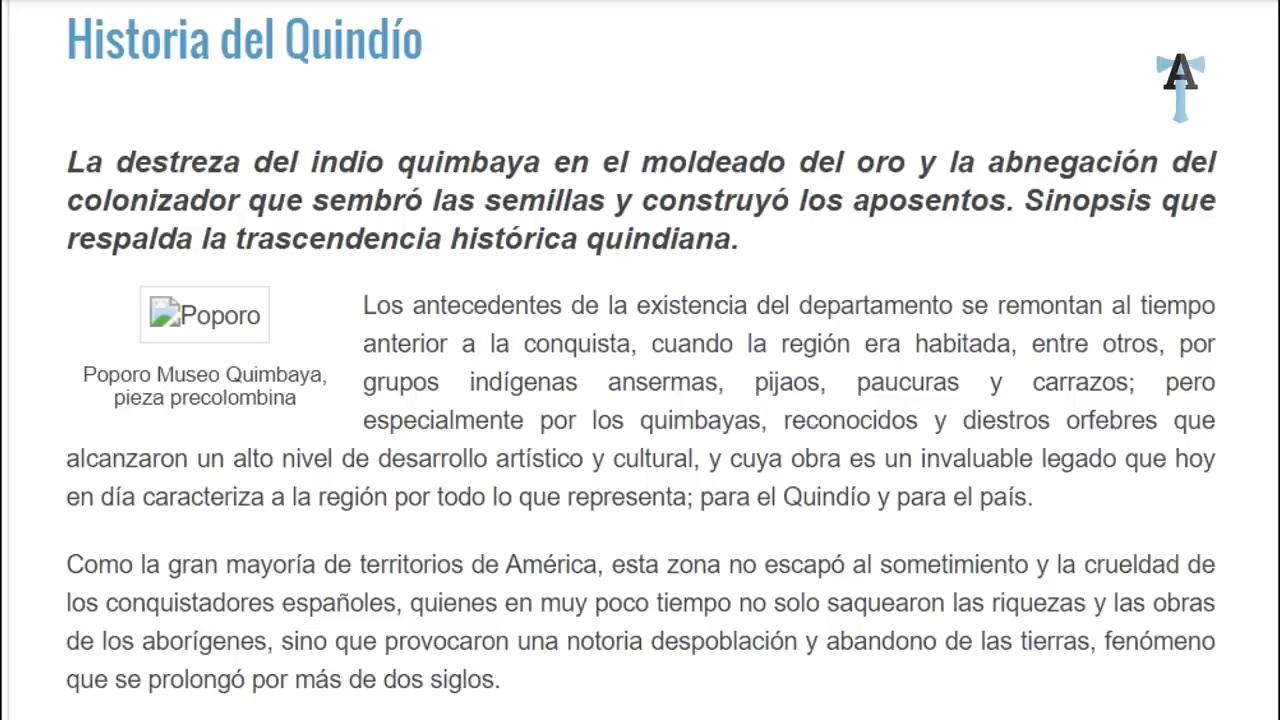 Historia del Quindío
A
La destreza del indio quimbaya en el moldeado del oro y la abnegación del
colonizador que sembró las semillas y construyó los aposentos. Sinopsis que
respalda la trascendencia histórica quindiana.
Poporo
Poporo Museo Quimbaya,
pieza precolombina
Los antecedentes de la existencia del departamento se remontan al tiempo
anterior a la conquista, cuando la región era habitada, entre otros, por
grupos indígenas ansermas, pijaos, paucuras y carrazos; pero
especialmente por los quimbayas, reconocidos y diestros orfebres que
alcanzaron un alto nivel de desarrollo artístico y cultural, y cuya obra es un invaluable legado que hoy
en día caracteriza a la región por todo lo que representa; para el Quindío y para el país.
Como la gran mayoría de territorios de América, esta zona no escapó al sometimiento y la crueldad de
los conquistadores españoles, quienes en muy poco tiempo no solo saquearon las riquezas y las obras
de los aborígenes, sino que provocaron una notoria despoblación y abandono de las tierras, fenómeno
que se prolongó por más de dos siglos.